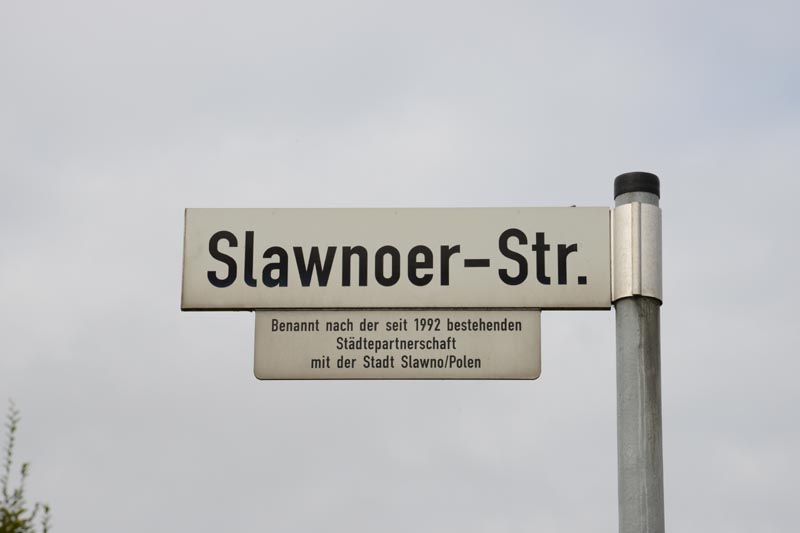 Slawnoer-Str.
Benannt nach der seit 1992 bestehenden
Städtepartnerschaft
mit der Stadt Slawno/Polen